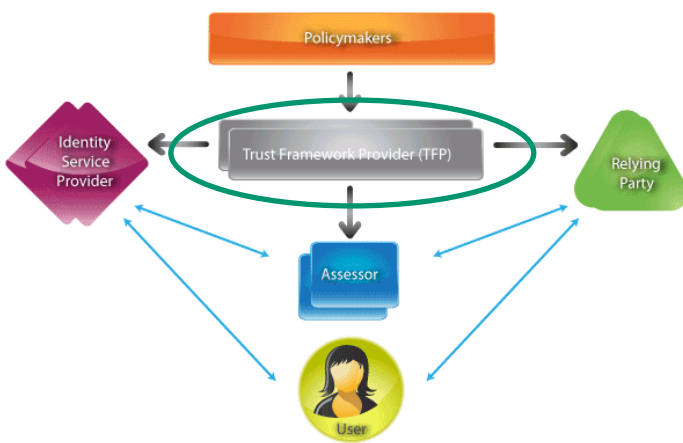 Policymakers
Identity
Service
Provider
Trust Framework Provider (TFP)
Relying
Party
Assessor
User